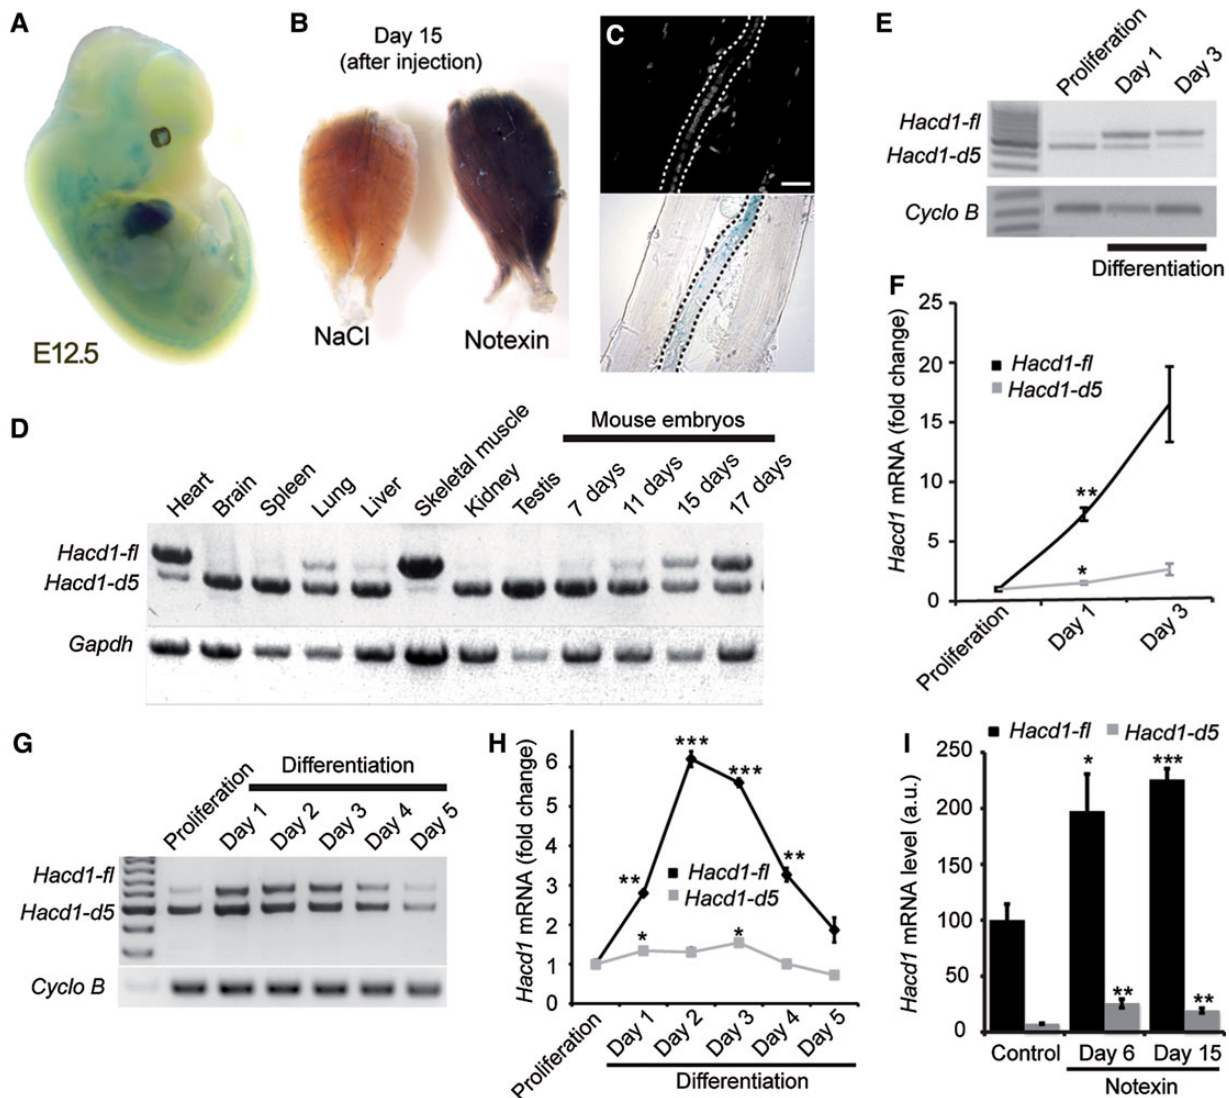 A
E12.5
B
Day 15
(after injection)
NaCl
Notexin
C
D
Heart
Brain
Spleen
Lung
Liver
Skeletal muscle
Kidney
Testis
Mouse embryos
7 days
11 days
15 days
17 days
Hacd1-fl
Hacd1-d5
Gapdh
E
Proliferation
Day 1
Day 3
Hacd1-fl
Hacd1-d5
Cyclo B
Differentiation
F
Hacd1 mRNA (fold change)
25
20
15
10
5
0
Hacd1-fl
Hacd1-d5
**
*
Proliferation
Day 1
Day 3
G
Differentiation
Proliferation
Day 1
Day 2
Day 3
Day 4
Day 5
Hacd1-fl
Hacd1-d5
Cyclo B
H
Hacd1 mRNA (fold change)
6
5
4
3
2
1
0
***
***
**
**
*
*
Hacd1-fl
Hacd1-d5
Proliferation
Day 1
Day 2
Day 3
Day 4
Day 5
Differentiation
I
Hacd1-fl
Hacd1-d5
Hacd1 mRNA level (a.u.)
250
200
150
100
50
0
*
***
**
**
Control
Day 6
Day 15
Notexin